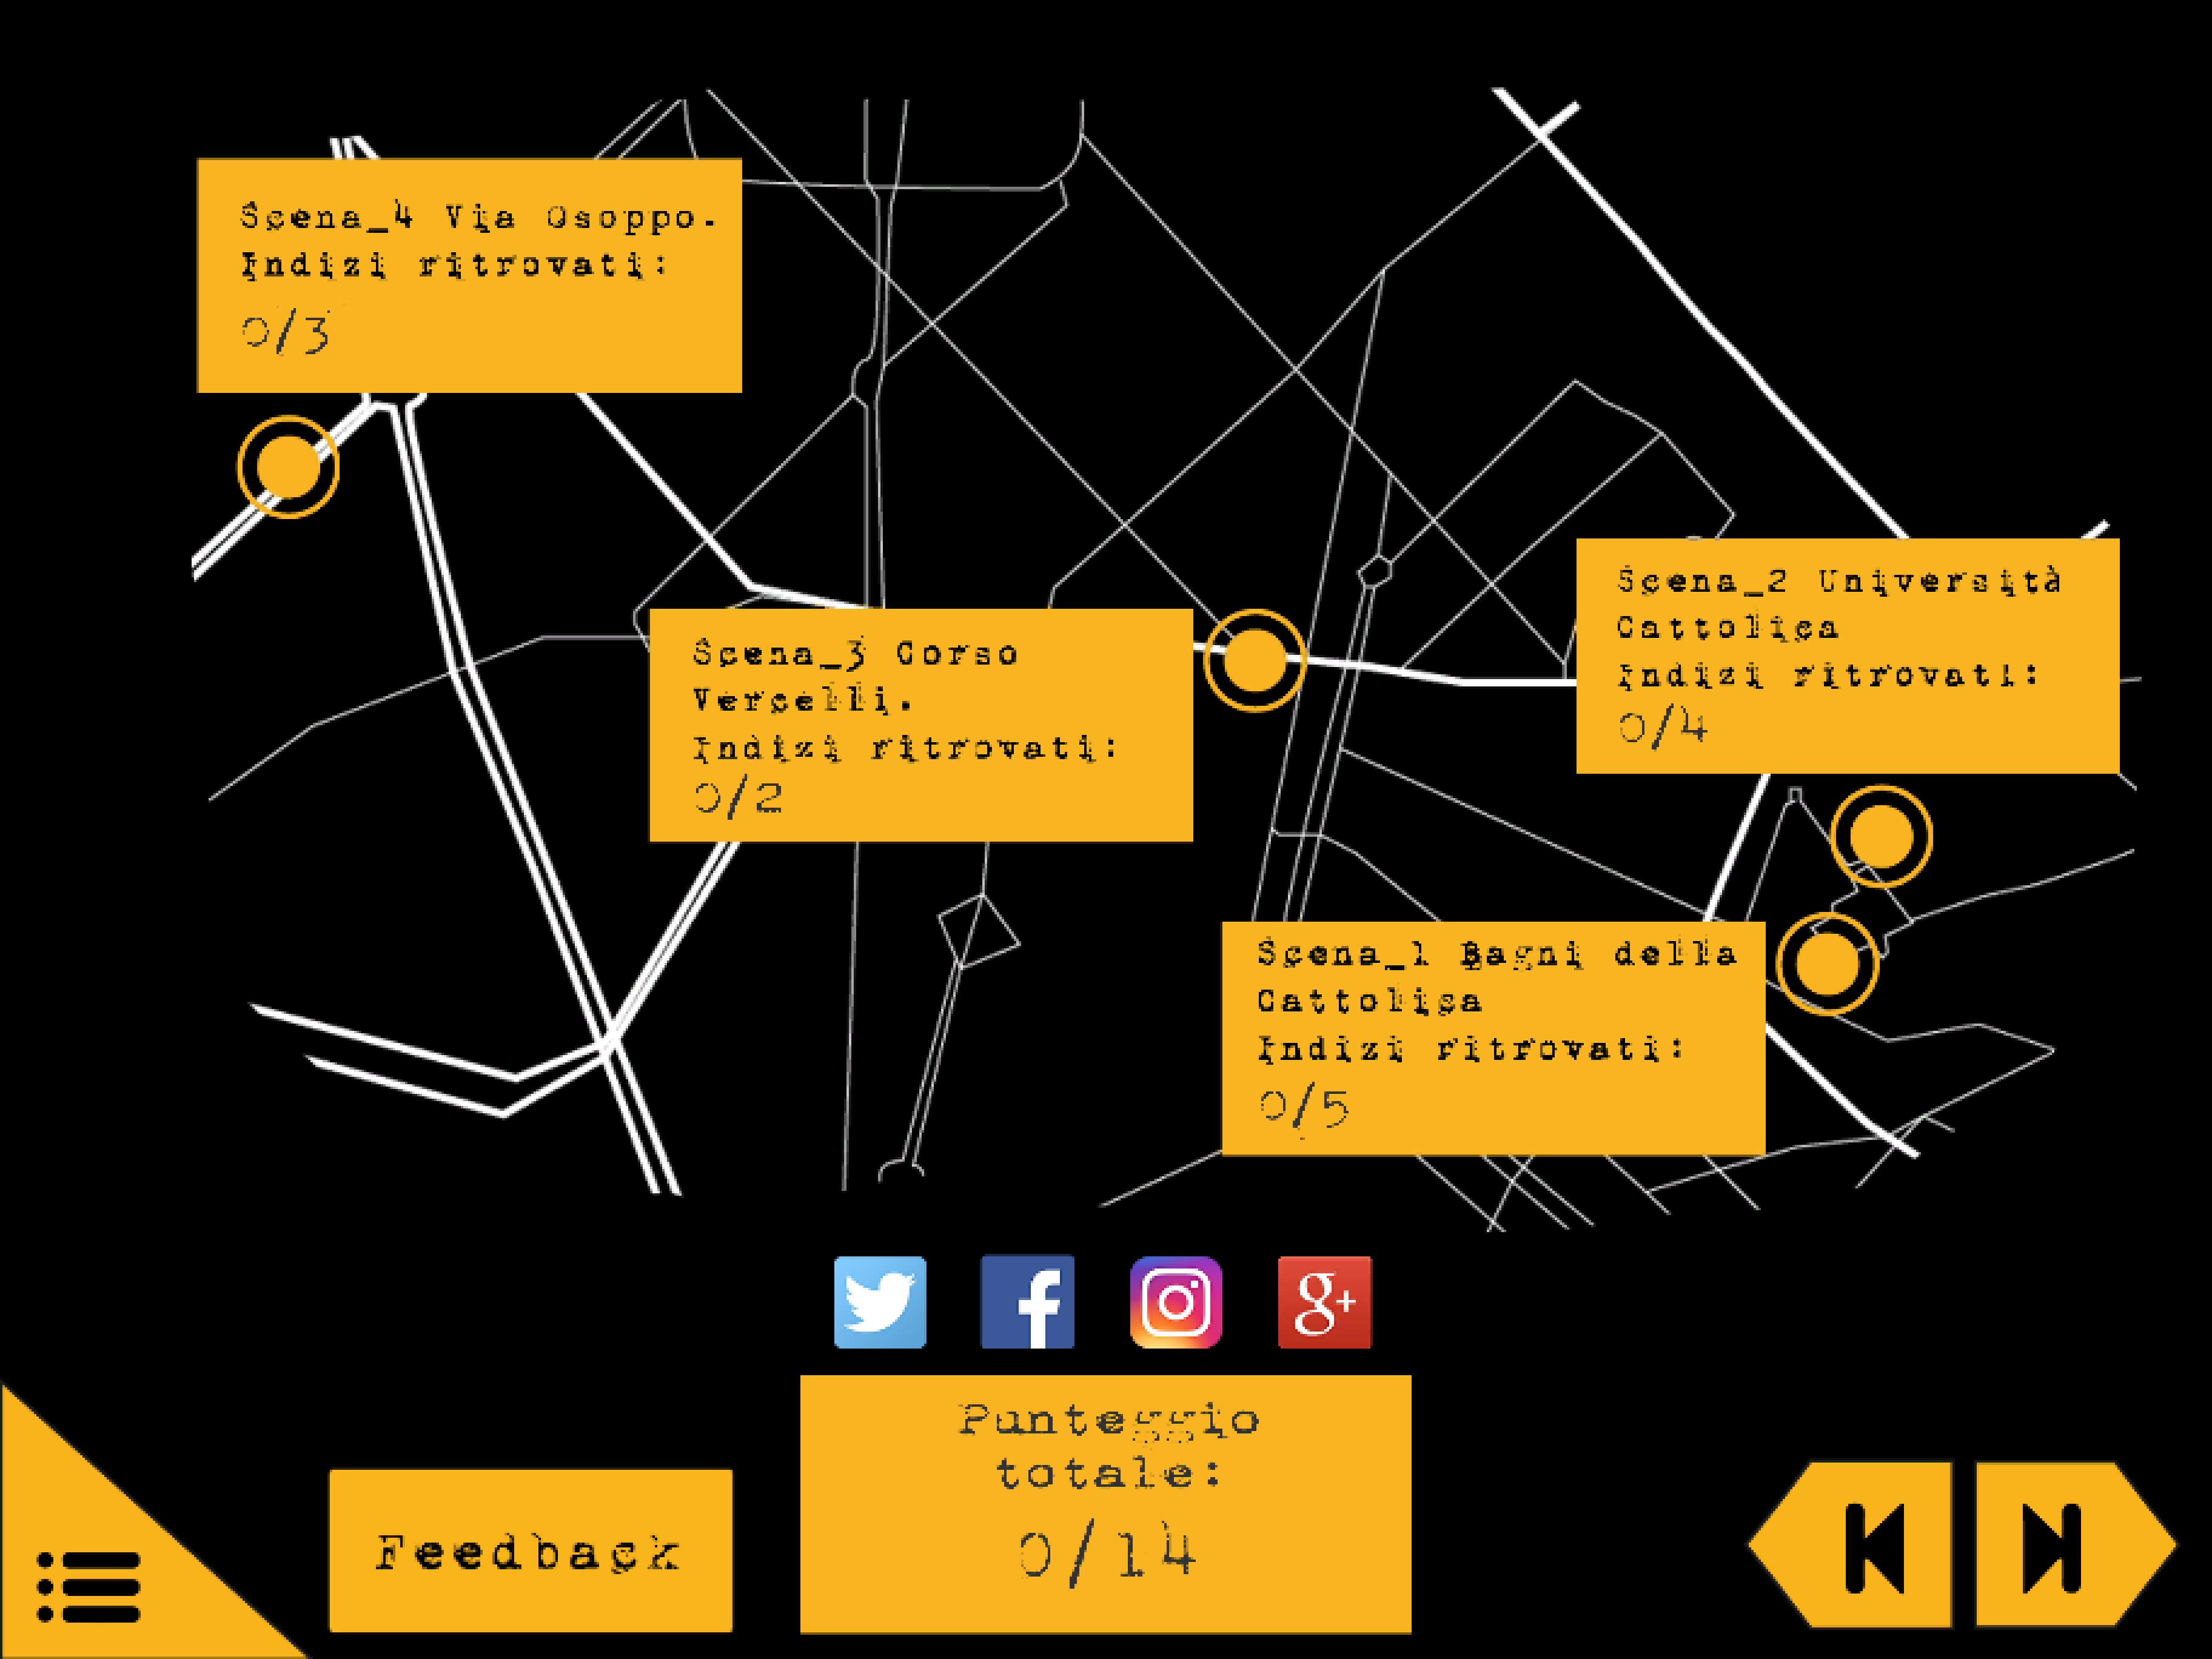 Scena_4 Via Osoppo.
Indizi ritrovati:
0/3
Scena_2 Università
Cattolica
Indizi ritrovati:
0/4
Scena_3 Corso
Vercelli.
Indizi ritrovati:
0/2
Scena_1 Bagni della
Cattolica
Indizi ritrovati:
0/5
f
g+
Punteggio
totale:
0/14
Feedback